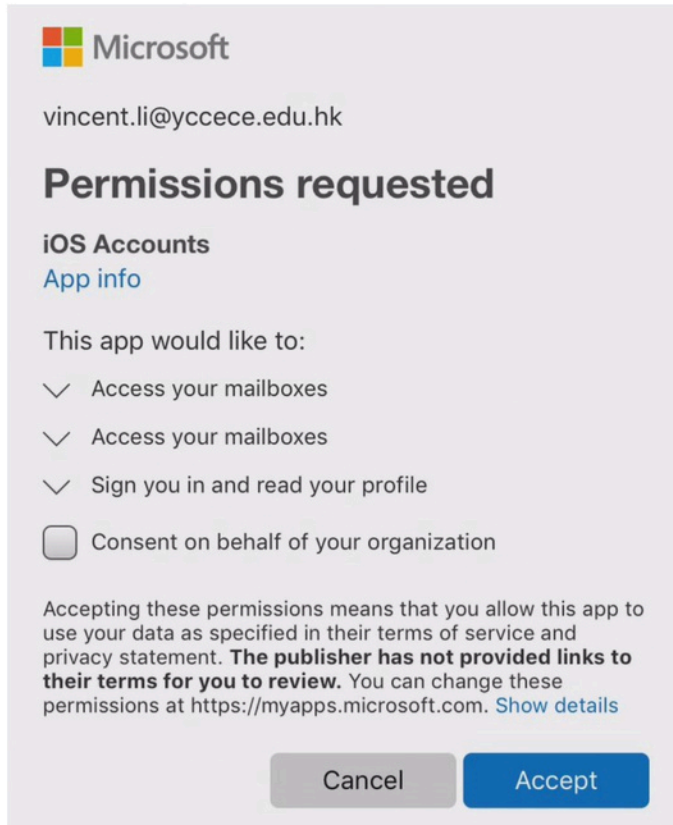 Microsoft
vincent.li@yccece.edu.hk
Permissions requested
iOS Accounts
App info
This app would like to:
Access your mailboxes
Access your mailboxes
Sign you in and read your profile
Consent on behalf of your organization
Accepting these permissions means that you allow this app to
use your data as specified in their terms of service and
privacy statement. The publisher has not provided links to
their terms for you to review. You can change these
permissions at https://myapps.microsoft.com. Show details
Cancel Accept